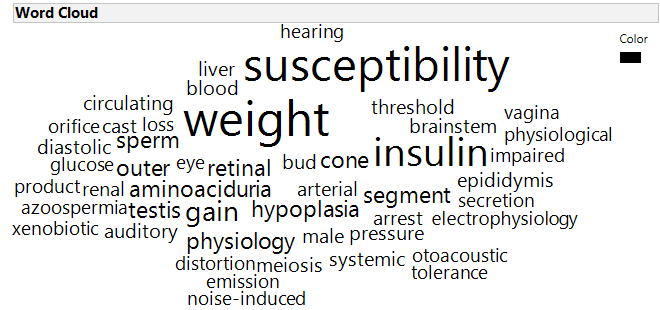 Word Cloud
hearing
Color
liver
susceptibility
blood
circulating
weight
threshold
vagina
orifice cast loss
brainstem
physiological
diastolic
sperm
insulin
impaired
glucose
outer
eye
retinal
bud
cone
product
renal
aminoaciduria
arterial
segment
epididymis
azoospermia
testis
gain
hypoplasia
secretion
arrest
electrophysiology
xenobiotic
auditory
physiology
male
pressure
distortion
meiosis
systemic
otoacoustic
emission
tolerance
noise-induced